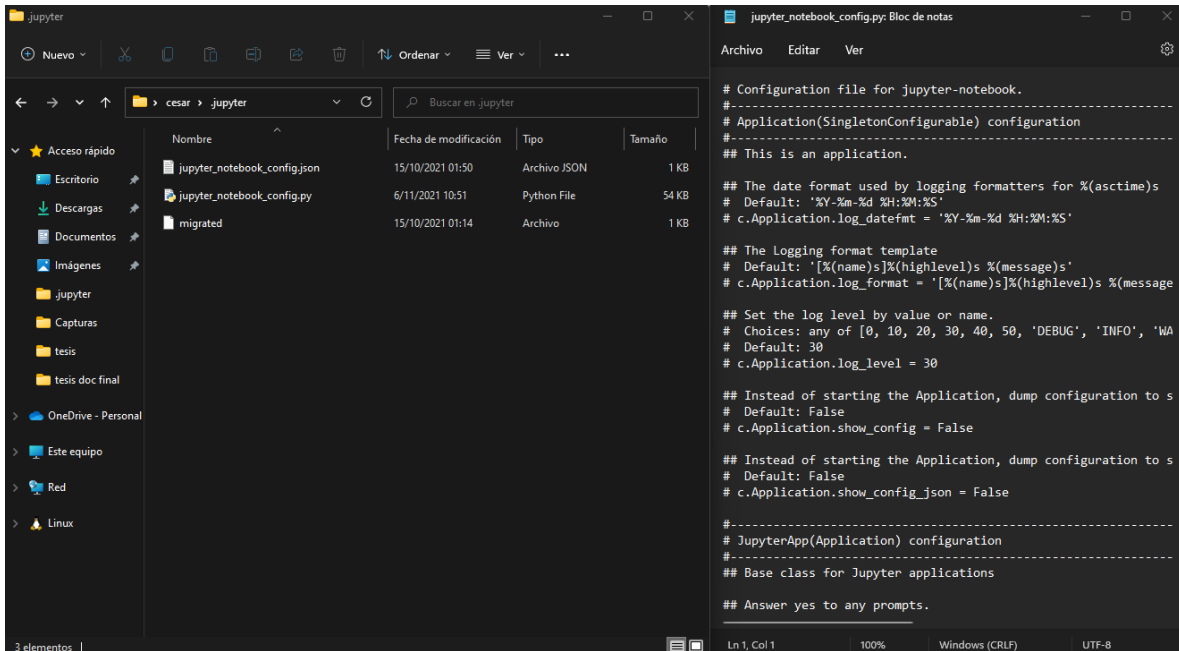 .jupyter
Nuevo
Ordenar
Ver
cesar > .jupyter
Buscar en .jupyter
Acceso rápido
Escritorio
Descargas
Documentos
Imágenes
.jupyter
Capturas
tesis
tesis doc final
OneDrive - Personal
Este equipo
Red
Linux
Nombre Fecha de modificación Tipo Tamaño
jupyter_notebook_config.json 15/10/2021 01:50 Archivo JSON 1 KB
jupyter_notebook_config.py 6/11/2021 10:51 Python File 54 KB
migrated 15/10/2021 01:14 Archivo 1 KB
3 elementos
jupyter_notebook_config.py: Bloc de notas
Archivo Editar Ver
# Configuration file for jupyter-notebook.
#------------------------------------------------------
# Application(SingletonConfigurable) configuration
#------------------------------------------------------
## This is an application.
## The date format used by logging formatters for %(asctime)s
#  Default: '%Y-%m-%d %H:%M:%S'
# c.Application.log_datefmt = '%Y-%m-%d %H:%M:%S'
## The Logging format template
#  Default: '[%(name)s]%(highlevel)s %(message)s'
# c.Application.log_format = '[%(name)s]%(highlevel)s %(message
## Set the log level by value or name.
#  Choices: any of [0, 10, 20, 30, 40, 50, 'DEBUG', 'INFO', 'WA
#  Default: 30
# c.Application.log_level = 30
## Instead of starting the Application, dump configuration to s
#  Default: False
# c.Application.show_config = False
## Instead of starting the Application, dump configuration to s
#  Default: False
# c.Application.show_config_json = False
#------------------------------------------------------
# JupyterApp(Application) configuration
#------------------------------------------------------
## Base class for Jupyter applications
## Answer yes to any prompts.
Ln 1, Col 1 100% Windows (CRLF) UTF-8